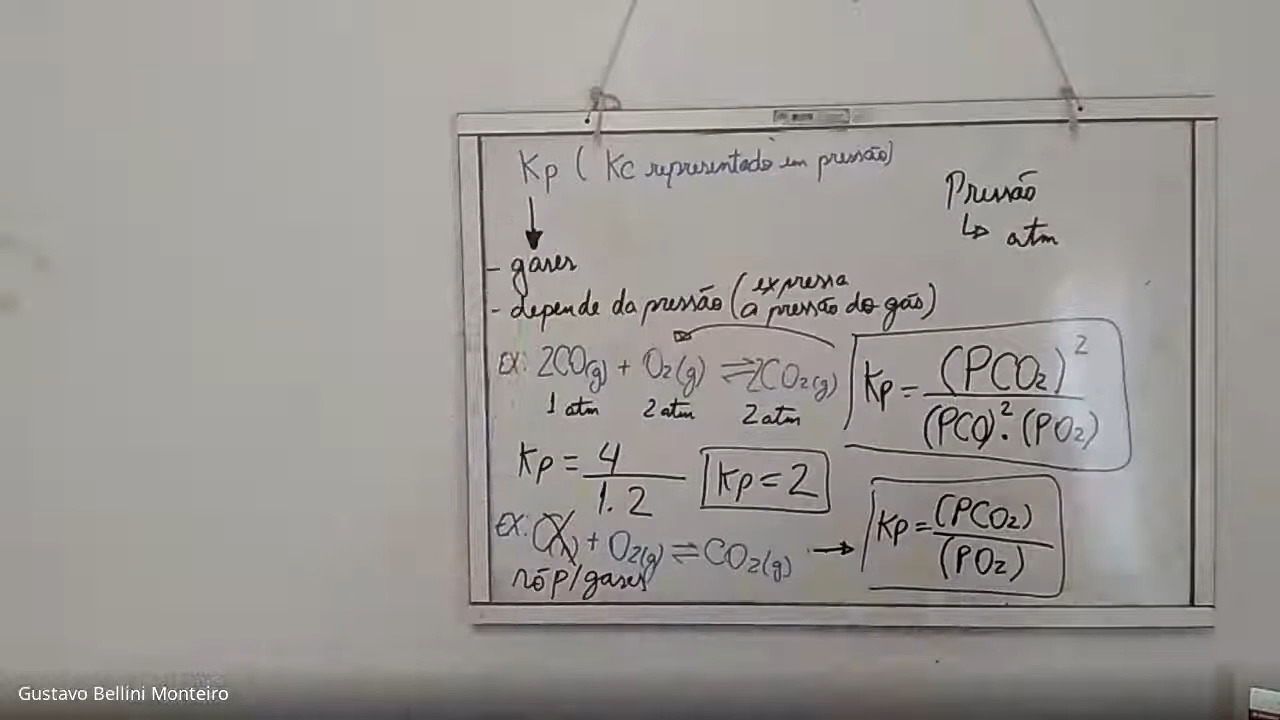 Kp ( Kc representado em pressão)
Pressão
↳ atm
- gases
- depende da pressão (expressa
a pressão do gás)
EX: 2CO(g) + O2(g) ⇌ 2CO2(g)
1 atm 2 atm 2 atm
Kp = (PCO2)² / (PCO)² . (PO2)
Kp = 4 / 1. 2
Kp = 2
EX: C(s) + O2(g) ⇌ CO2(g) → Kp = (PCO2) / (PO2)
só p/ gases
Gustavo Bellini Monteiro